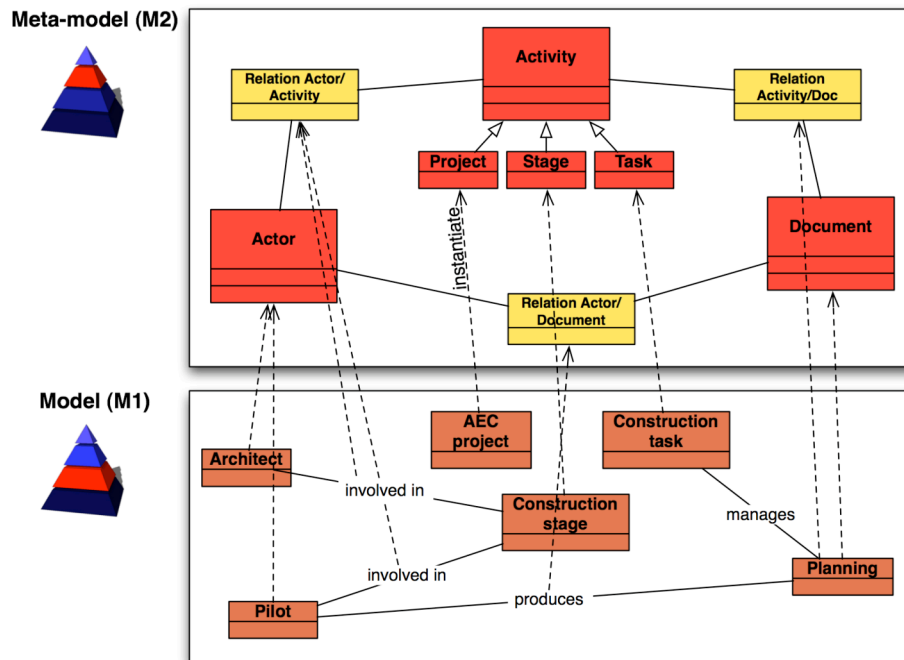 Meta-model (M2)
Activity
Relation Actor/
Activity
Relation
Activity/Doc
Project
Stage
Task
instantiate
Actor
Document
Relation Actor/
Document
Model (M1)
AEC
project
Construction
task
Architect
involved in
Construction
stage
manages
involved in
Planning
produces
Pilot